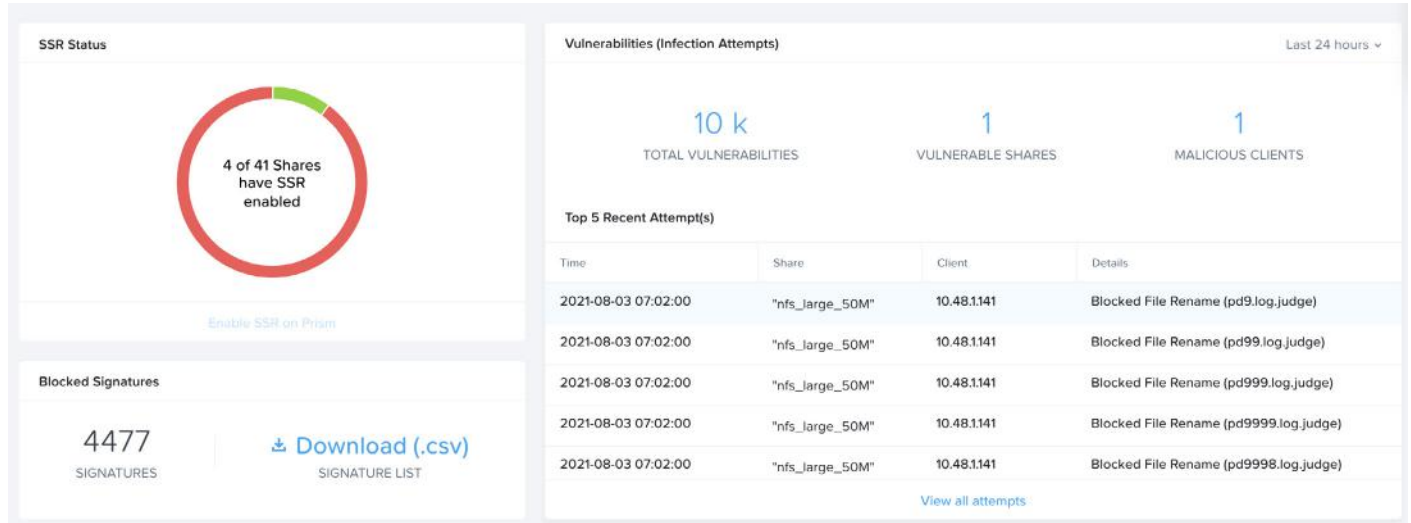 SSR Status
4 of 41 Shares
have SSR
enabled
Enable SSR on Prism
Blocked Signatures
4477
SIGNATURES
Download (.csv)
SIGNATURE LIST
Vulnerabilities (Infection Attempts)
Last 24 hours
10 k
TOTAL VULNERABILITIES
1
VULNERABLE SHARES
1
MALICIOUS CLIENTS
Top 5 Recent Attempt(s)
Time Share Client Details
2021-08-03 07:02:00 "nfs_large_50M" 10.48.1.141 Blocked File Rename (pd9.log.judge)
2021-08-03 07:02:00 "nfs_large_50M" 10.48.1.141 Blocked File Rename (pd99.log.judge)
2021-08-03 07:02:00 "nfs_large_50M" 10.48.1.141 Blocked File Rename (pd999.log.judge)
2021-08-03 07:02:00 "nfs_large_50M" 10.48.1.141 Blocked File Rename (pd9999.log.judge)
2021-08-03 07:02:00 "nfs_large_50M" 10.48.1.141 Blocked File Rename (pd9998.log.judge)
View all attempts